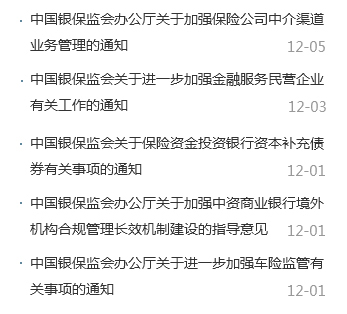 · 中国银保监会办公厅关于加强保险公司中介渠道
业务管理的通知 12-05
· 中国银保监会关于进一步加强金融服务民营企业
有关工作的通知 12-03
· 中国银保监会关于保险资金投资银行资本补充债
券有关事项的通知 12-01
· 中国银保监会办公厅关于加强中资商业银行境外
机构合规管理长效机制建设的指导意见 12-01
· 中国银保监会办公厅关于进一步加强车险监管有
关事项的通知 12-01